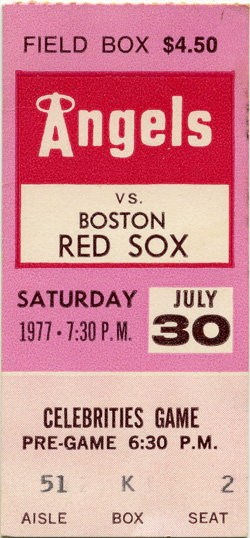 FIELD BOX $4.50
Angels
VS.
BOSTON
RED SOX
SATURDAY JULY
1977 · 7:30 P.M. 30
CELEBRITIES GAME
PRE-GAME 6:30 P.M.
51 K 2
AISLE BOX SEAT